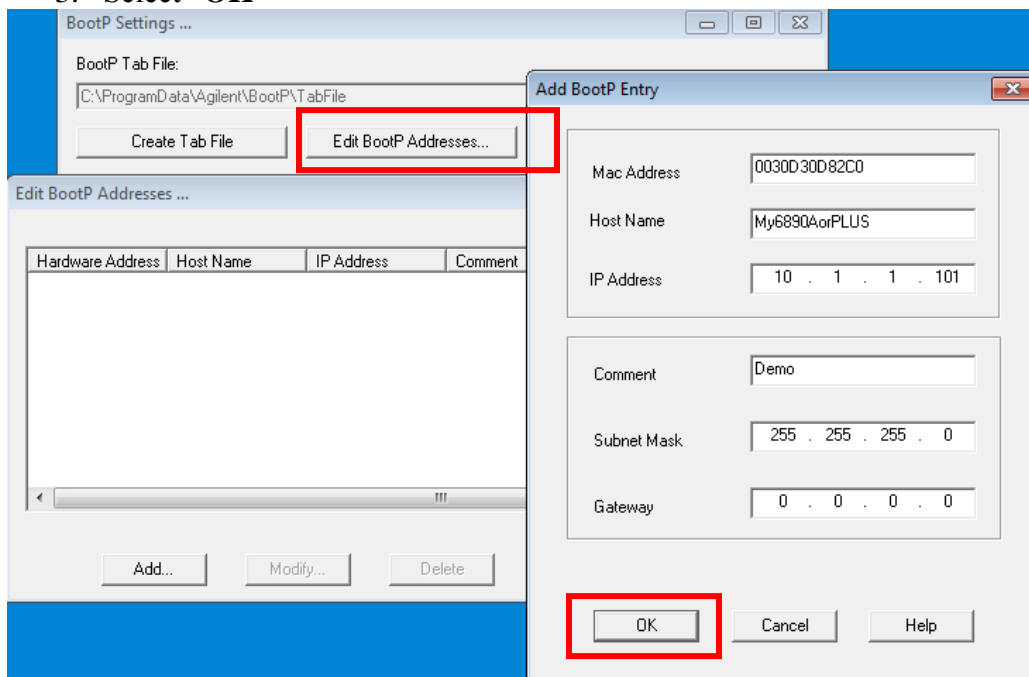 BootP Settings ...
BootP Tab File:
C:\ProgramData\Agilent\BootP\TabFile
Create Tab File
Edit BootP Addresses...
Edit BootP Addresses ...
Hardware Address Host Name IP Address Comment
Add... Modify... Delete
Add BootP Entry
Mac Address 0030D30D82C0
Host Name My6890AorPLUS
IP Address 10 . 1 . 1 . 101
Comment Demo
Subnet Mask 255 . 255 . 255 . 0
Gateway 0 . 0 . 0 . 0
OK Cancel Help